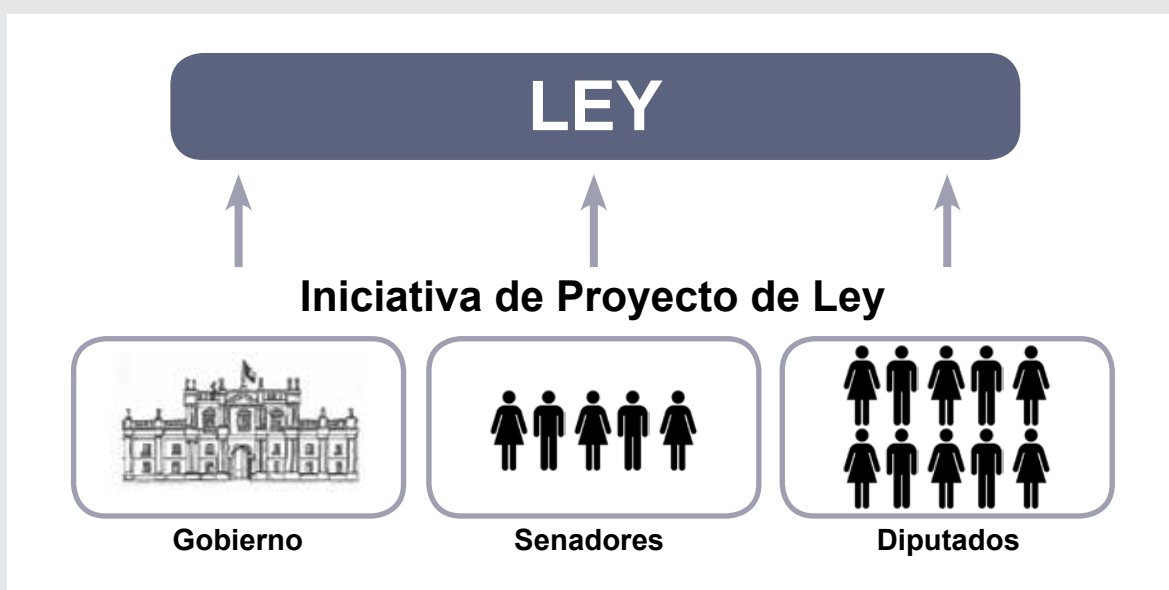 LEY
Iniciativa de Proyecto de Ley
Gobierno
Senadores
Diputados